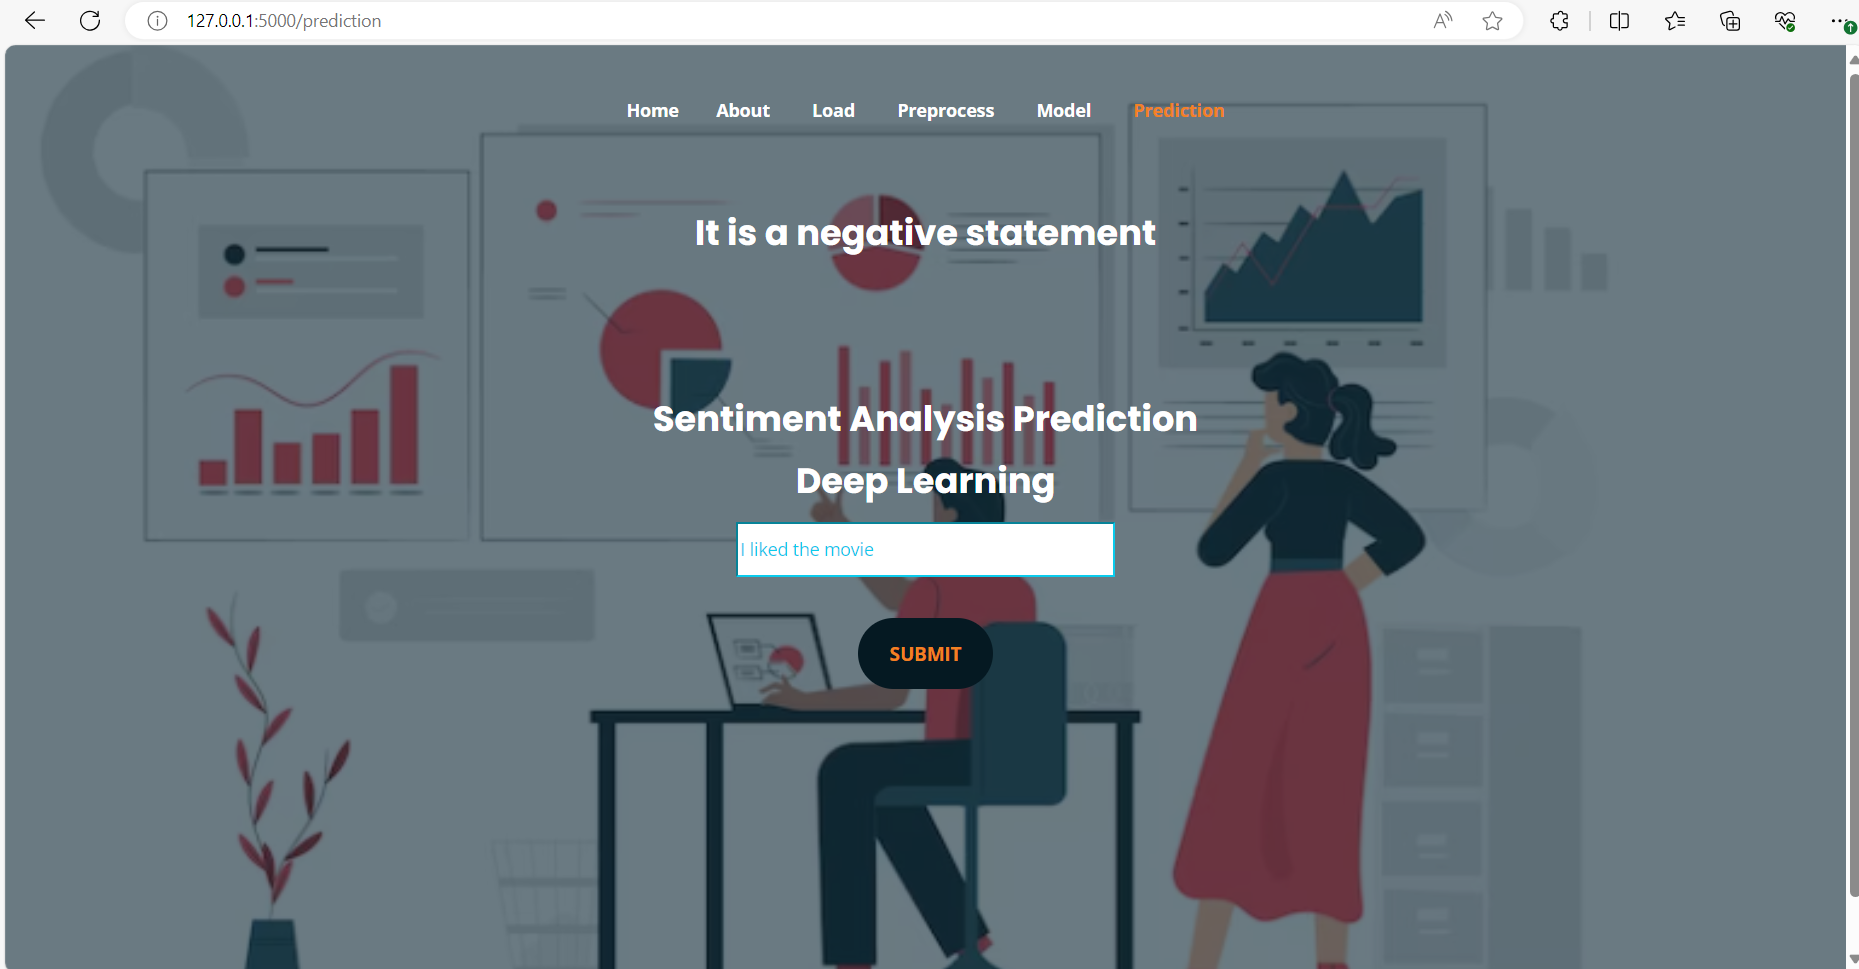 127.0.0.1:5000/prediction
Home About Load Preprocess Model Prediction
It is a negative statement
Sentiment Analysis Prediction
Deep Learning
I liked the movie
SUBMIT